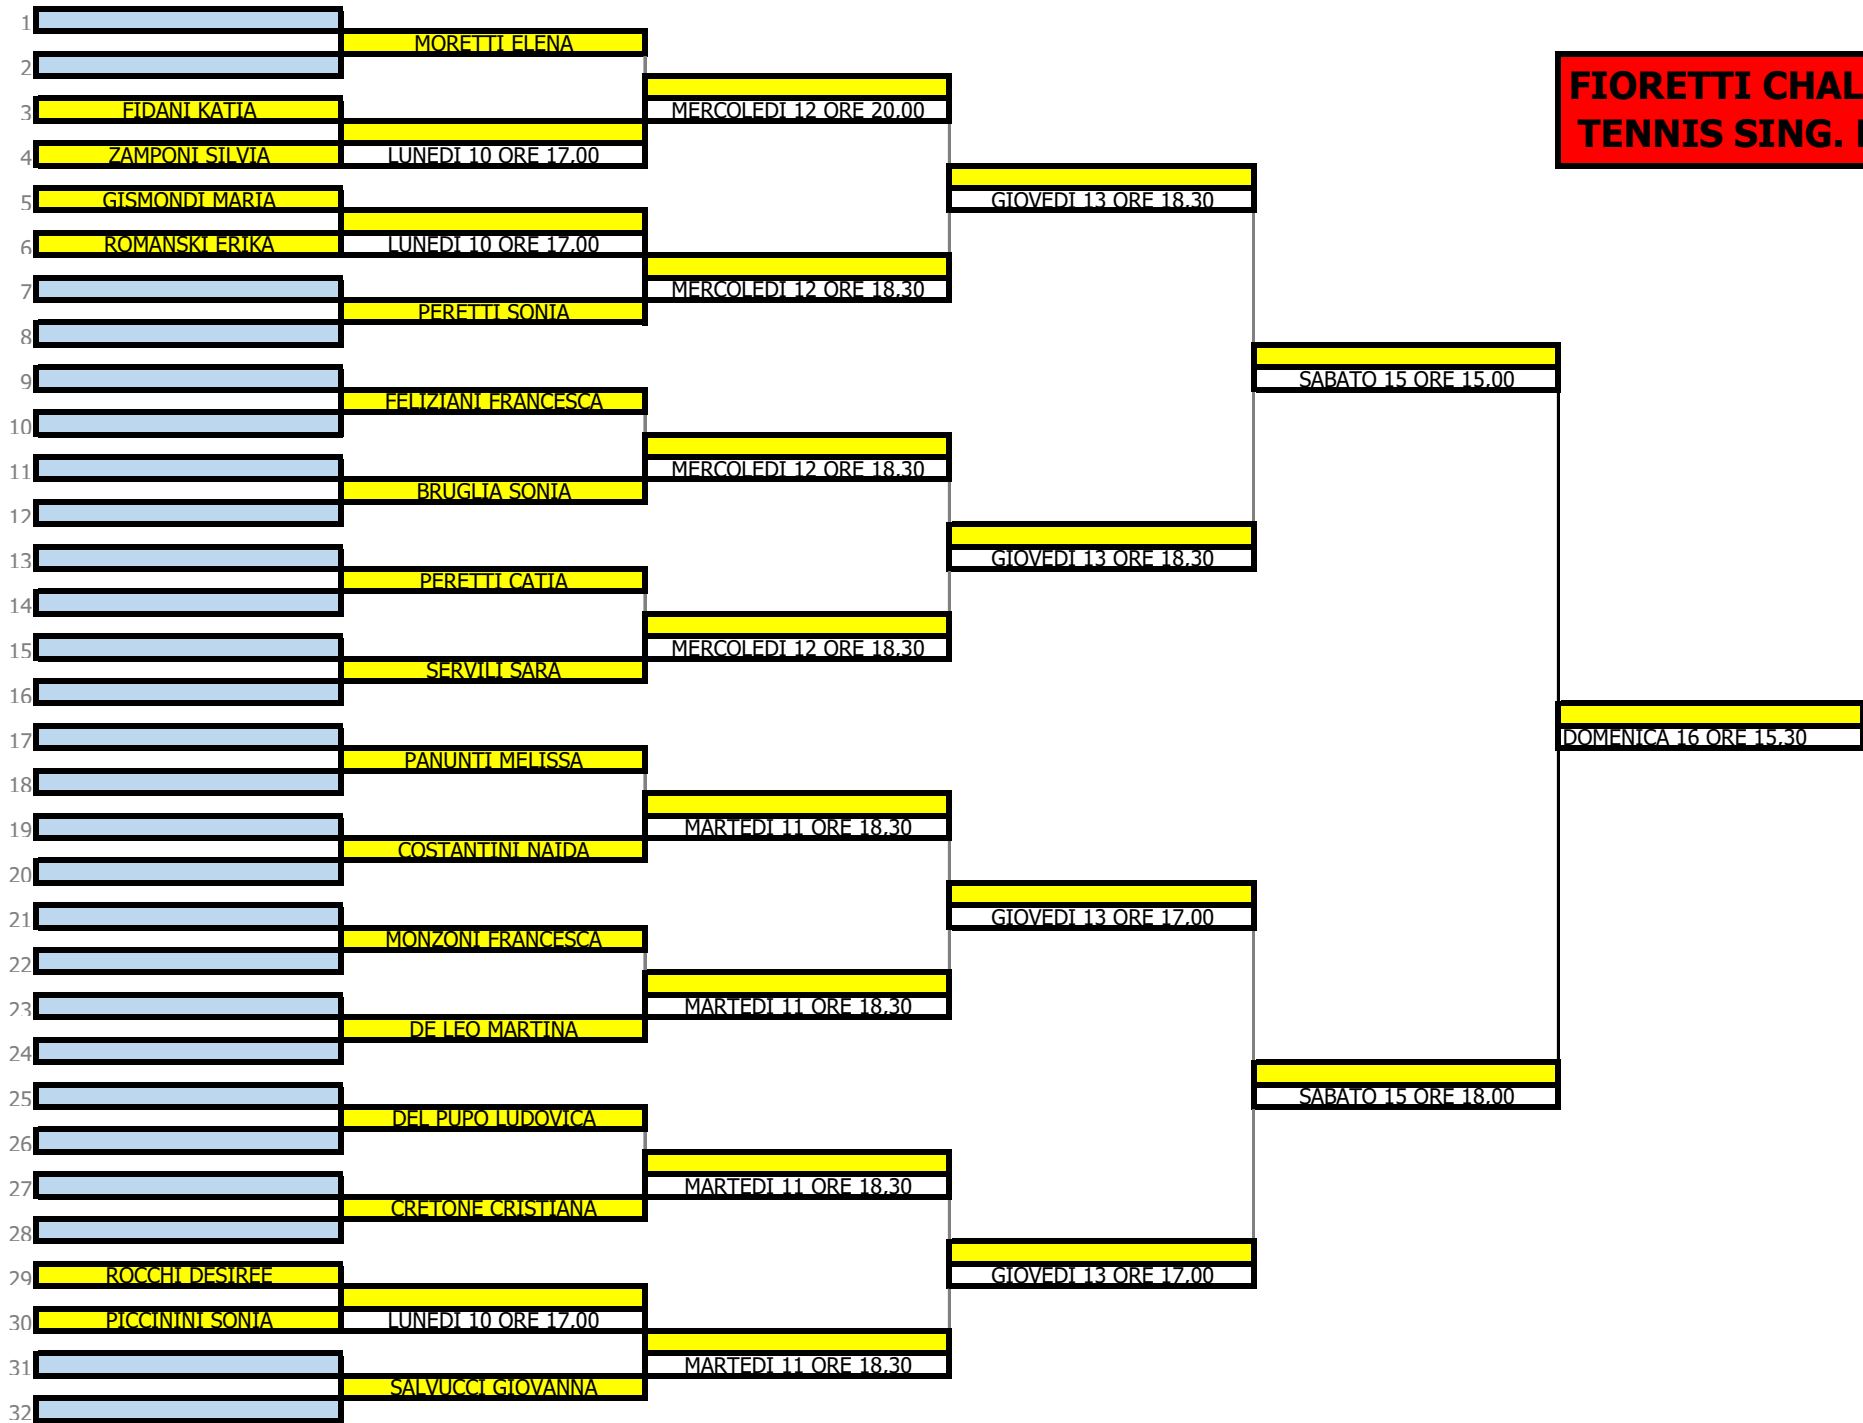 1
MORETTI ELENA
2
FIORETTI CHAL
3 FIDANI KATIA
MERCOLEDI 12 ORE 20,00
TENNIS SING.
4 ZAMPONI SILVIA
LUNEDI 10 ORE 17,00
5 GISMONDI MARIA
GIOVEDI 13 ORE 18,30
6 ROMANSKI ERIKA
LUNEDI 10 ORE 17,00
7
MERCOLEDI 12 ORE 18,30
PERETTI SONIA
8
9
SABATO 15 ORE 15,00
FELIZIANI FRANCESCA
10
11
MERCOLEDI 12 ORE 18,30
BRUGLIA SONIA
12
13
GIOVEDI 13 ORE 18,30
PERETTI CATIA
14
15
MERCOLEDI 12 ORE 18,30
SERVILI SARA
16
17
DOMENICA 16 ORE 15,30
PANUNTI MELISSA
18
19
MARTEDI 11 ORE 18,30
COSTANTINI NAIDA
20
21
GIOVEDI 13 ORE 17,00
MONZONI FRANCESCA
22
23
MARTEDI 11 ORE 18,30
DE LEO MARTINA
24
25
SABATO 15 ORE 18,00
DEL PUPO LUDOVICA
26
27
MARTEDI 11 ORE 18,30
CRETONE CRISTIANA
28
29 ROCCHI DESIREE
GIOVEDI 13 ORE 17,00
30 PICCININI SONIA
LUNEDI 10 ORE 17,00
31
MARTEDI 11 ORE 18,30
SALVUCCI GIOVANNA
32